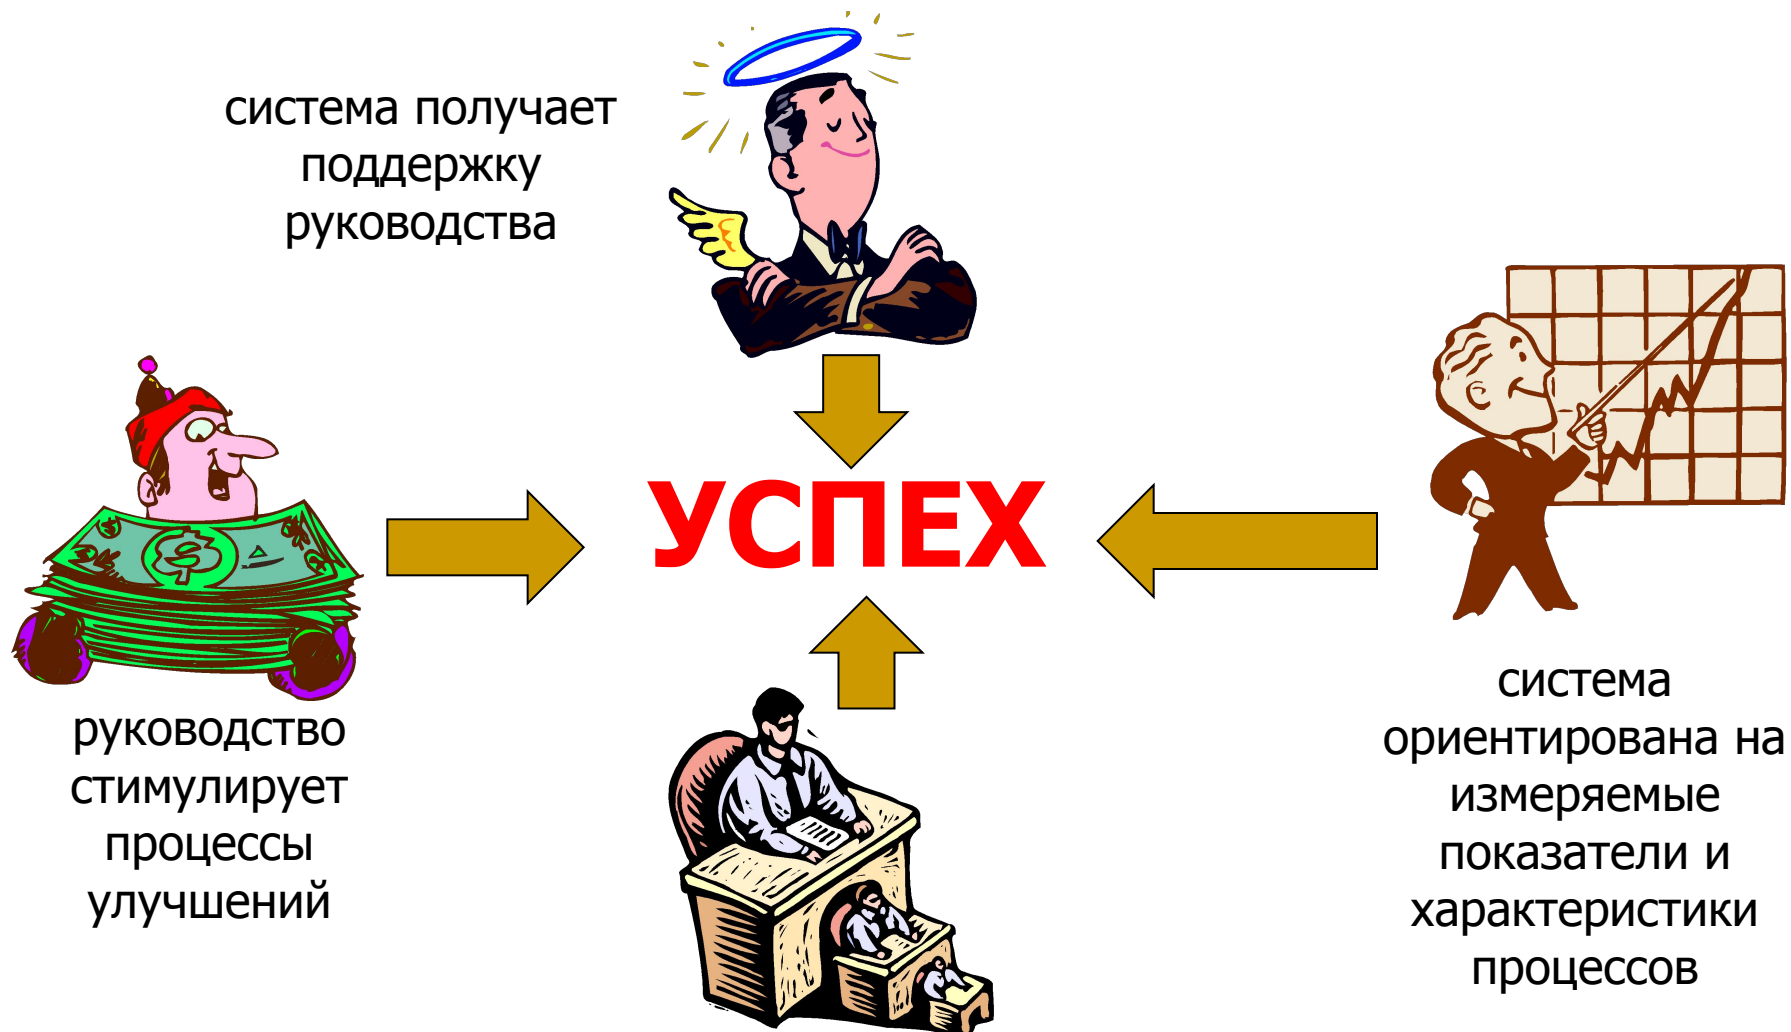 система получает
поддержку
руководства
УСПЕХ
руководство
стимулирует
процессы
улучшений
система
ориентирована на
измеряемые
показатели и
характеристики
процессов